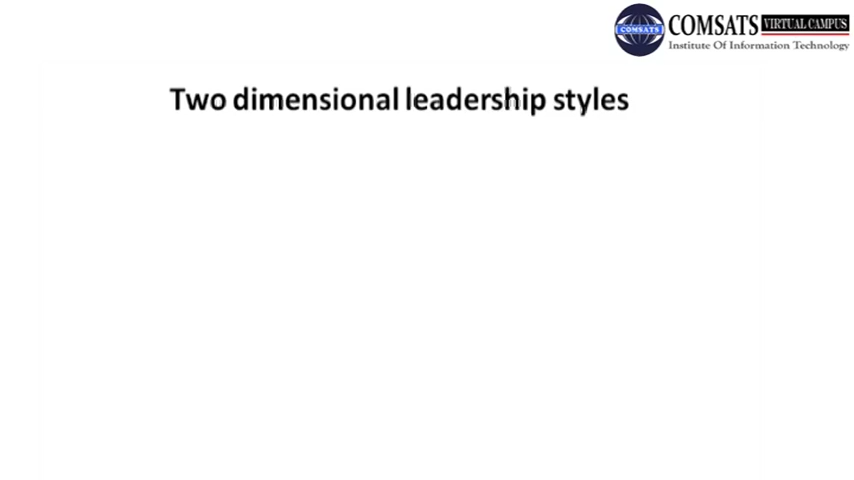 COMSATS VIRTUAL CAMPUS
COMSATS Institute Of Information Technology
Two dimensional leadership styles